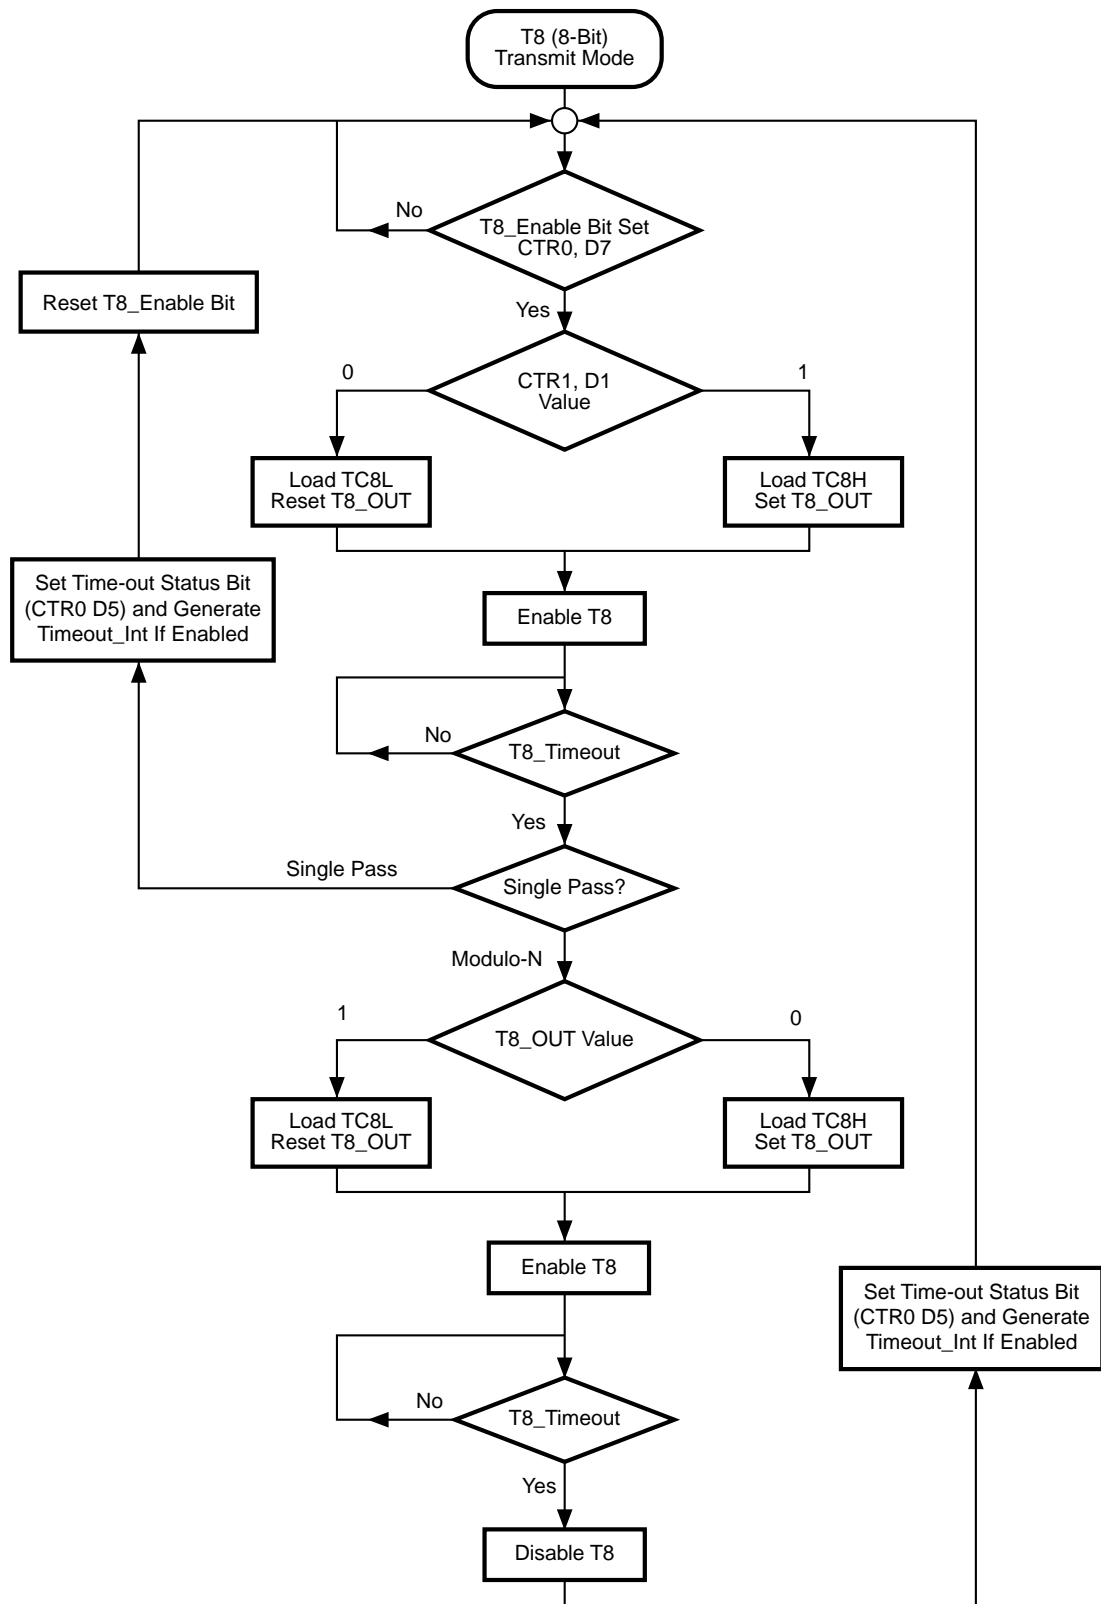 T8 (8-Bit)
Transmit Mode
No
T8_Enable Bit Set
CTR0, D7
Reset T8_Enable Bit
Yes
0
CTR1, D1
Value
1
Load TC8L
Reset T8_OUT
Load TC8H
Set T8_OUT
Set Time-out Status Bit
(CTR0 D5) and Generate
Timeout_Int If Enabled
Enable T8
No
T8_Timeout
Yes
Single Pass
Single Pass?
Modulo-N
1
T8_OUT Value
0
Load TC8L
Reset T8_OUT
Load TC8H
Set T8_OUT
Enable T8
Set Time-out Status Bit
(CTR0 D5) and Generate
Timeout_Int If Enabled
No
T8_Timeout
Yes
Disable T8